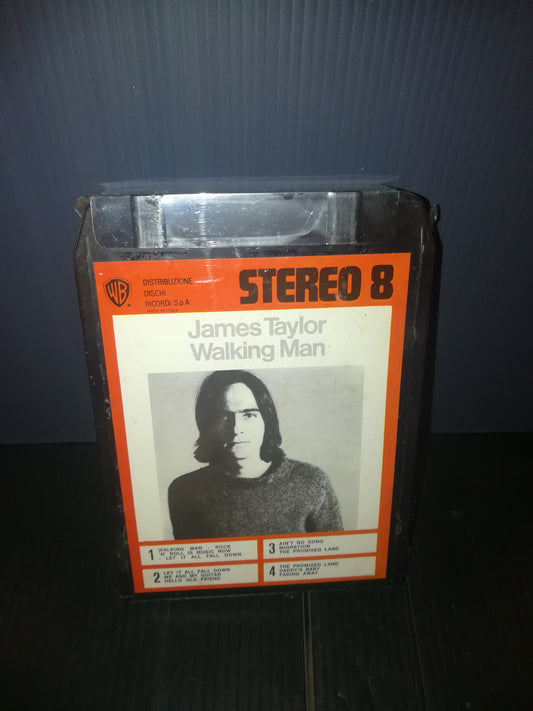 WB
DISTRIBUZIONE
DISCHI
RICORDI S.p.A.
MADE IN ITALY
STEREO 8
James Taylor
Walking Man
1 WALKING MAN - ROCK
'N' ROLL IS MUSIC NOW
- LET IT ALL FALL DOWN
2 LET IT ALL FALL DOWN
ME AND MY GUITAR
HELLO OLD FRIEND
3 AIN'T NO SONG
MIGRATION
THE PROMISED LAND
4 THE PROMISED LAND
DADDY'S BABY
FADING AWAY